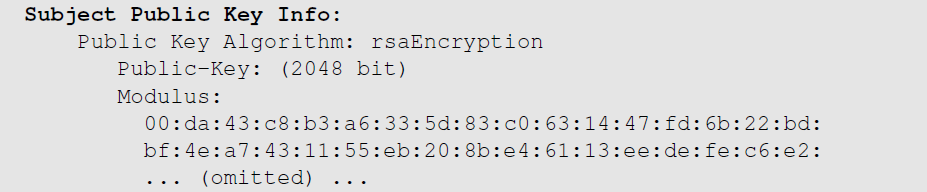 Subject Public Key Info:
Public Key Algorithm: rsaEncryption
Public-Key: (2048 bit)
Modulus:
00:da:43:c8:b3:a6:33:5d:83:c0:63:14:47:fd:6b:22:bd:
bf:4e:a7:43:11:55:eb:20:8b:e4:61:13:ee:de:fe:c6:e2:
... (omitted) ...